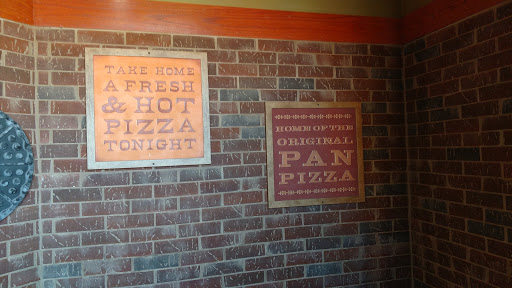 TAKE HOME
A FRESH
& HOT
PIZZA
TONIGHT
HOME OF THE
ORIGINAL
PAN
PIZZA